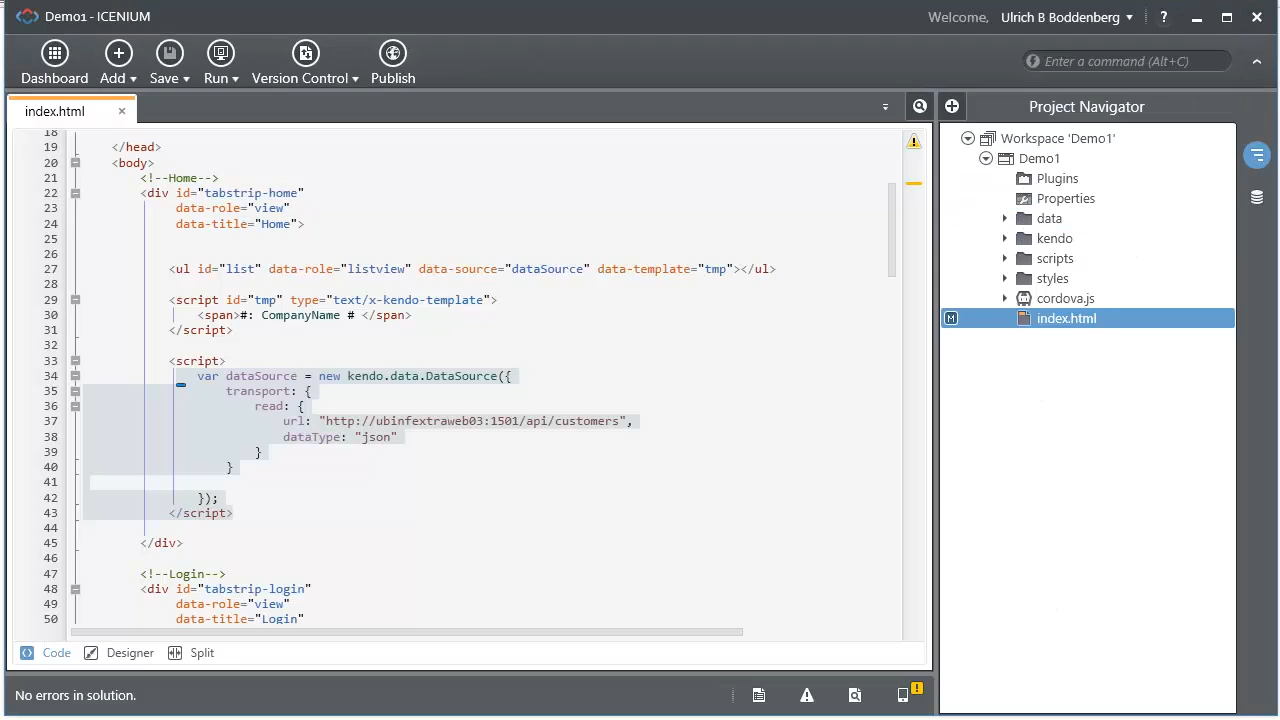 Demo1 - ICENIUM
Welcome, Ulrich B Boddenberg
?
Dashboard Add Save Run Version Control Publish
Enter a command (Alt+C)
index.html
Project Navigator
18
19 </head>
20 <body>
21 <!--Home-->
22 <div id="tabstrip-home"
23 data-role="view"
24 data-title="Home">
25
26
27 <ul id="list" data-role="listview" data-source="dataSource" data-template="tmp"></ul>
28
29 <script id="tmp" type="text/x-kendo-template">
30 <span>#: CompanyName # </span>
31 </script>
32
33 <script>
34 var dataSource = new kendo.data.DataSource({
35 transport: {
36 read: {
37 url: "http://ubinfextraweb03:1501/api/customers",
38 dataType: "json"
39 }
40 }
41
42 });
43 </script>
44
45 </div>
46
47 <!--Login-->
48 <div id="tabstrip-login"
49 data-role="view"
50 data-title="Login"
Workspace 'Demo1'
Demo1
Plugins
Properties
data
kendo
scripts
styles
cordova.js
M index.html
Code Designer Split
No errors in solution.